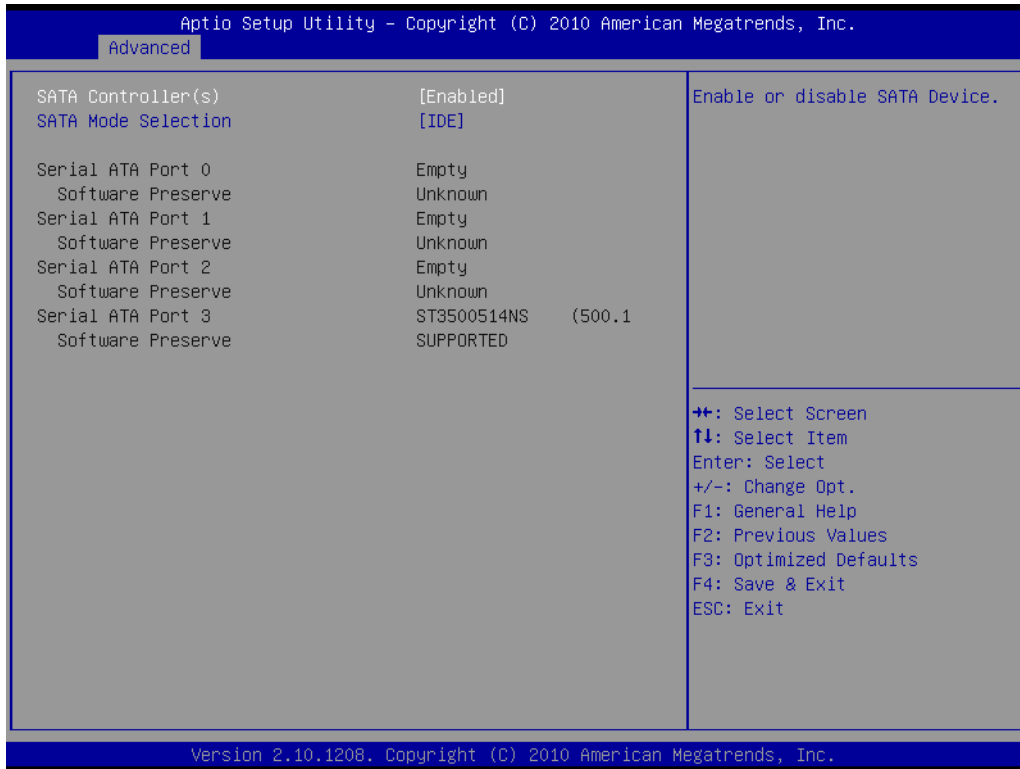 Aptio Setup Utility – Copyright (C) 2010 American Megatrends, Inc.
Advanced
SATA Controller(s) [Enabled]
SATA Mode Selection [IDE]
Serial ATA Port 0 Empty
Software Preserve Unknown
Serial ATA Port 1 Empty
Software Preserve Unknown
Serial ATA Port 2 Empty
Software Preserve Unknown
Serial ATA Port 3 ST3500514NS (500.1
Software Preserve SUPPORTED
Enable or disable SATA Device.
→←: Select Screen
↑↓: Select Item
Enter: Select
+/-: Change Opt.
F1: General Help
F2: Previous Values
F3: Optimized Defaults
F4: Save & Exit
ESC: Exit
Version 2.10.1208. Copyright (C) 2010 American Megatrends, Inc.